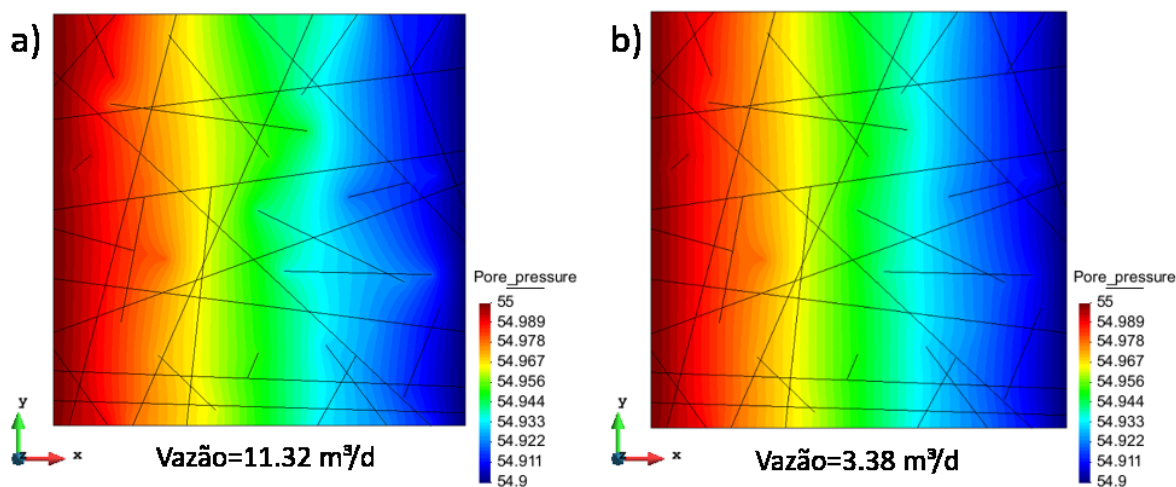 a)
Pore_pressure
55
54.989
54.978
54.967
54.956
54.944
54.933
54.922
54.911
54.9
y
z
x
Vazão=11.32 m³/d
b)
Pore_pressure
55
54.989
54.978
54.967
54.956
54.944
54.933
54.922
54.911
54.9
y
z
x
Vazão=3.38 m³/d